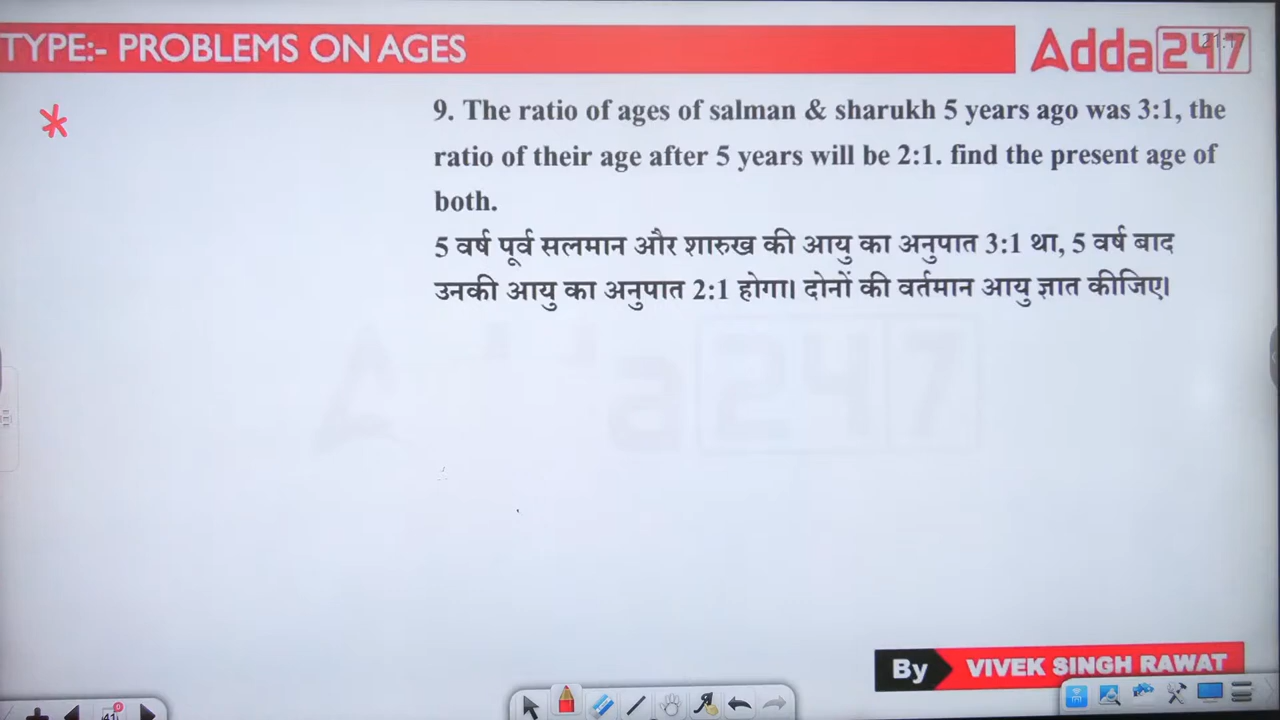 TYPE:- PROBLEMS ON AGES
Adda247
9. The ratio of ages of salman & sharukh 5 years ago was 3:1, the
ratio of their age after 5 years will be 2:1. find the present age of
both.
5 वर्ष पूर्व सलमान और शारुख की आयु का अनुपात 3:1 था, 5 वर्ष बाद
उनकी आयु का अनुपात 2:1 होगा। दोनों की वर्तमान आयु ज्ञात कीजिए।
By VIVEK SINGH RAWAT